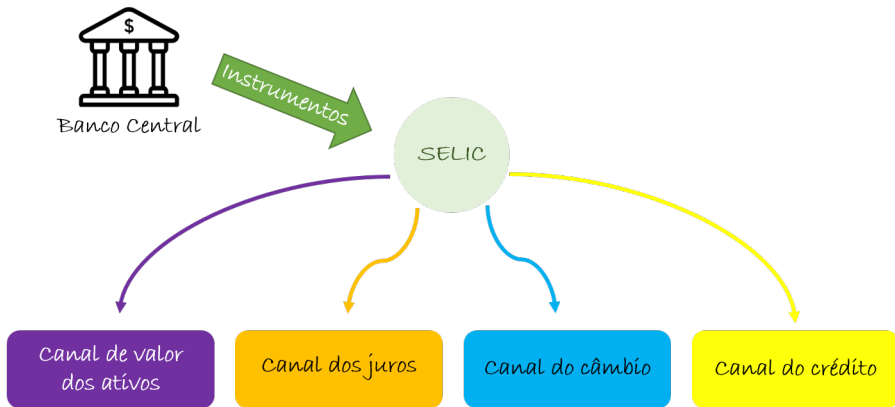 $
Banco Central
Instrumentos
SELIC
Canal de valor
dos ativos
Canal dos juros
Canal do câmbio
Canal do crédito